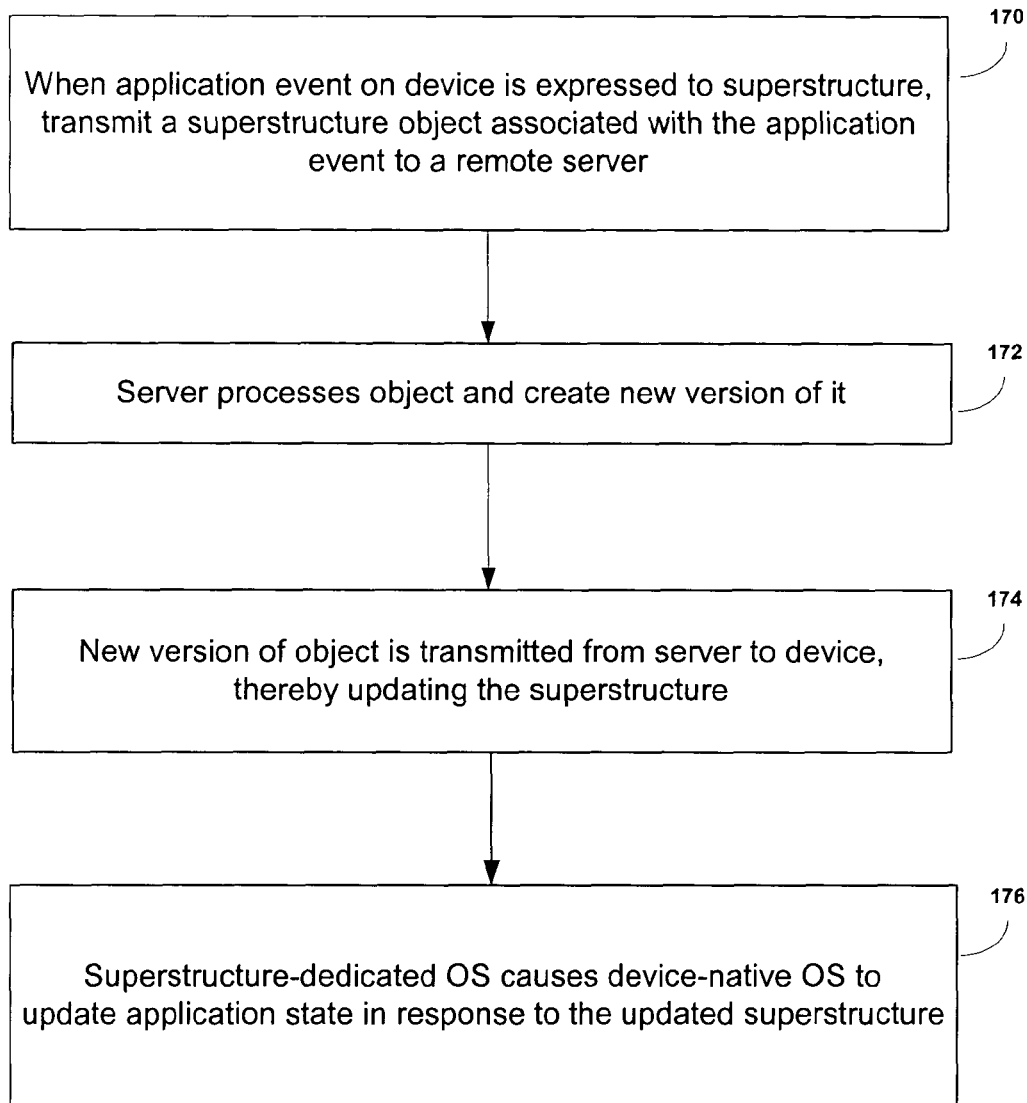 170
When application event on device is expressed to superstructure,
transmit a superstructure object associated with the application
event to a remote server
172
Server processes object and create new version of it
174
New version of object is transmitted from server to device,
thereby updating the superstructure
176
Superstructure-dedicated OS causes device-native OS to
update application state in response to the updated superstructure